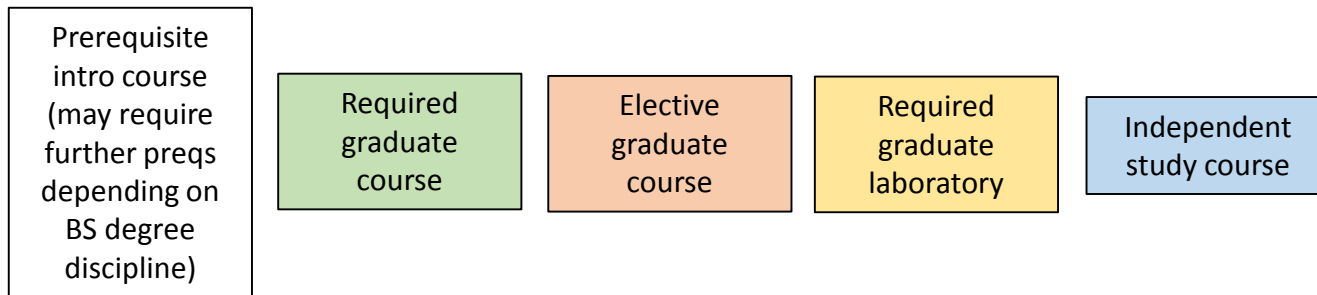 Prerequisite
intro course
(may require
further preqs
depending on
BS degree
discipline)
Required
graduate
course
Elective
graduate
course
Required
graduate
laboratory
Independent
study course